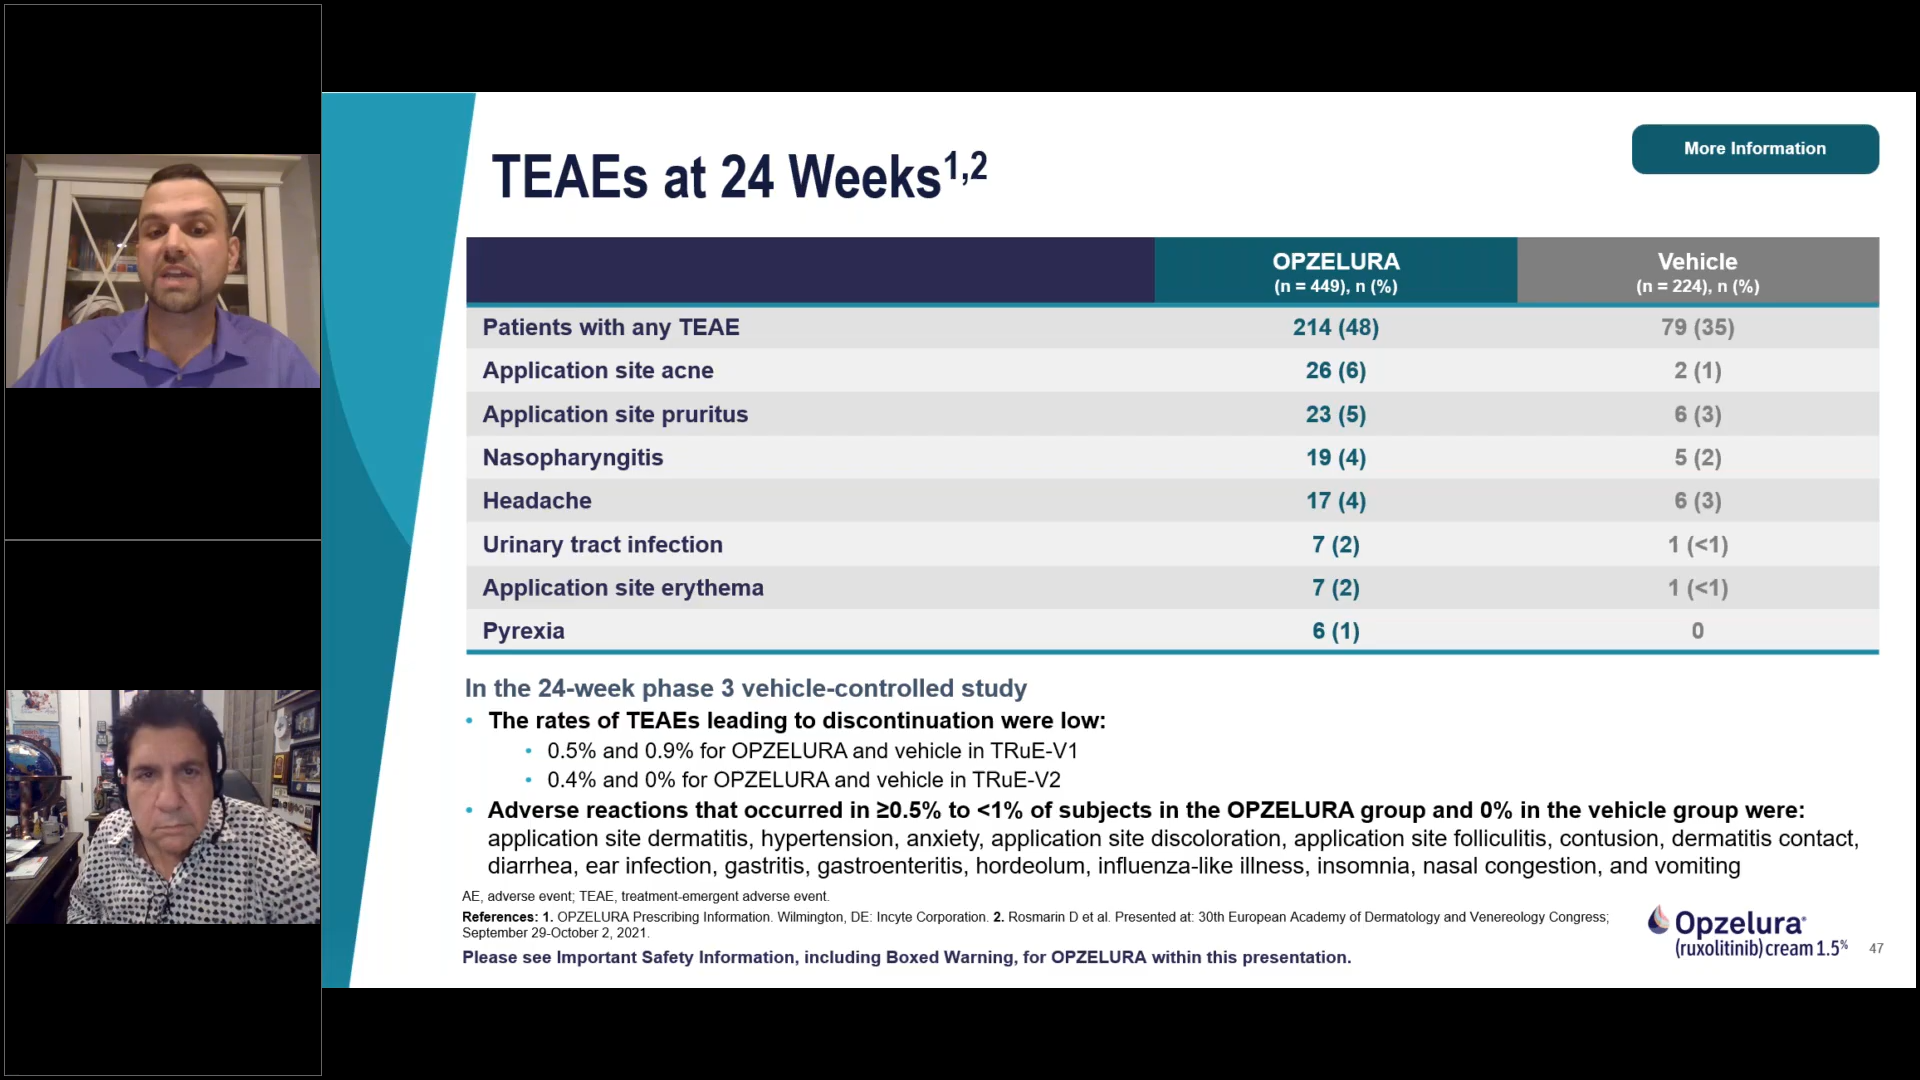 More Information
TEAEs at 24 Weeks1,2
OPZELURA
(n = 449), n (%)
Vehicle
(n = 224), n (%)
Patients with any TEAE 214 (48) 79 (35)
Application site acne 26 (6) 2 (1)
Application site pruritus 23 (5) 6 (3)
Nasopharyngitis 19 (4) 5 (2)
Headache 17 (4) 6 (3)
Urinary tract infection 7 (2) 1 (<1)
Application site erythema 7 (2) 1 (<1)
Pyrexia 6 (1) 0
In the 24-week phase 3 vehicle-controlled study
• The rates of TEAEs leading to discontinuation were low:
• 0.5% and 0.9% for OPZELURA and vehicle in TRuE-V1
• 0.4% and 0% for OPZELURA and vehicle in TRuE-V2
• Adverse reactions that occurred in ≥0.5% to <1% of subjects in the OPZELURA group and 0% in the vehicle group were:
application site dermatitis, hypertension, anxiety, application site discoloration, application site folliculitis, contusion, dermatitis contact,
diarrhea, ear infection, gastritis, gastroenteritis, hordeolum, influenza-like illness, insomnia, nasal congestion, and vomiting
AE, adverse event; TEAE, treatment-emergent adverse event.
References: 1. OPZELURA Prescribing Information. Wilmington, DE: Incyte Corporation. 2. Rosmarin D et al. Presented at: 30th European Academy of Dermatology and Venereology Congress;
September 29-October 2, 2021.
Please see Important Safety Information, including Boxed Warning, for OPZELURA within this presentation.
Opzelura®
(ruxolitinib) cream 1.5%
47